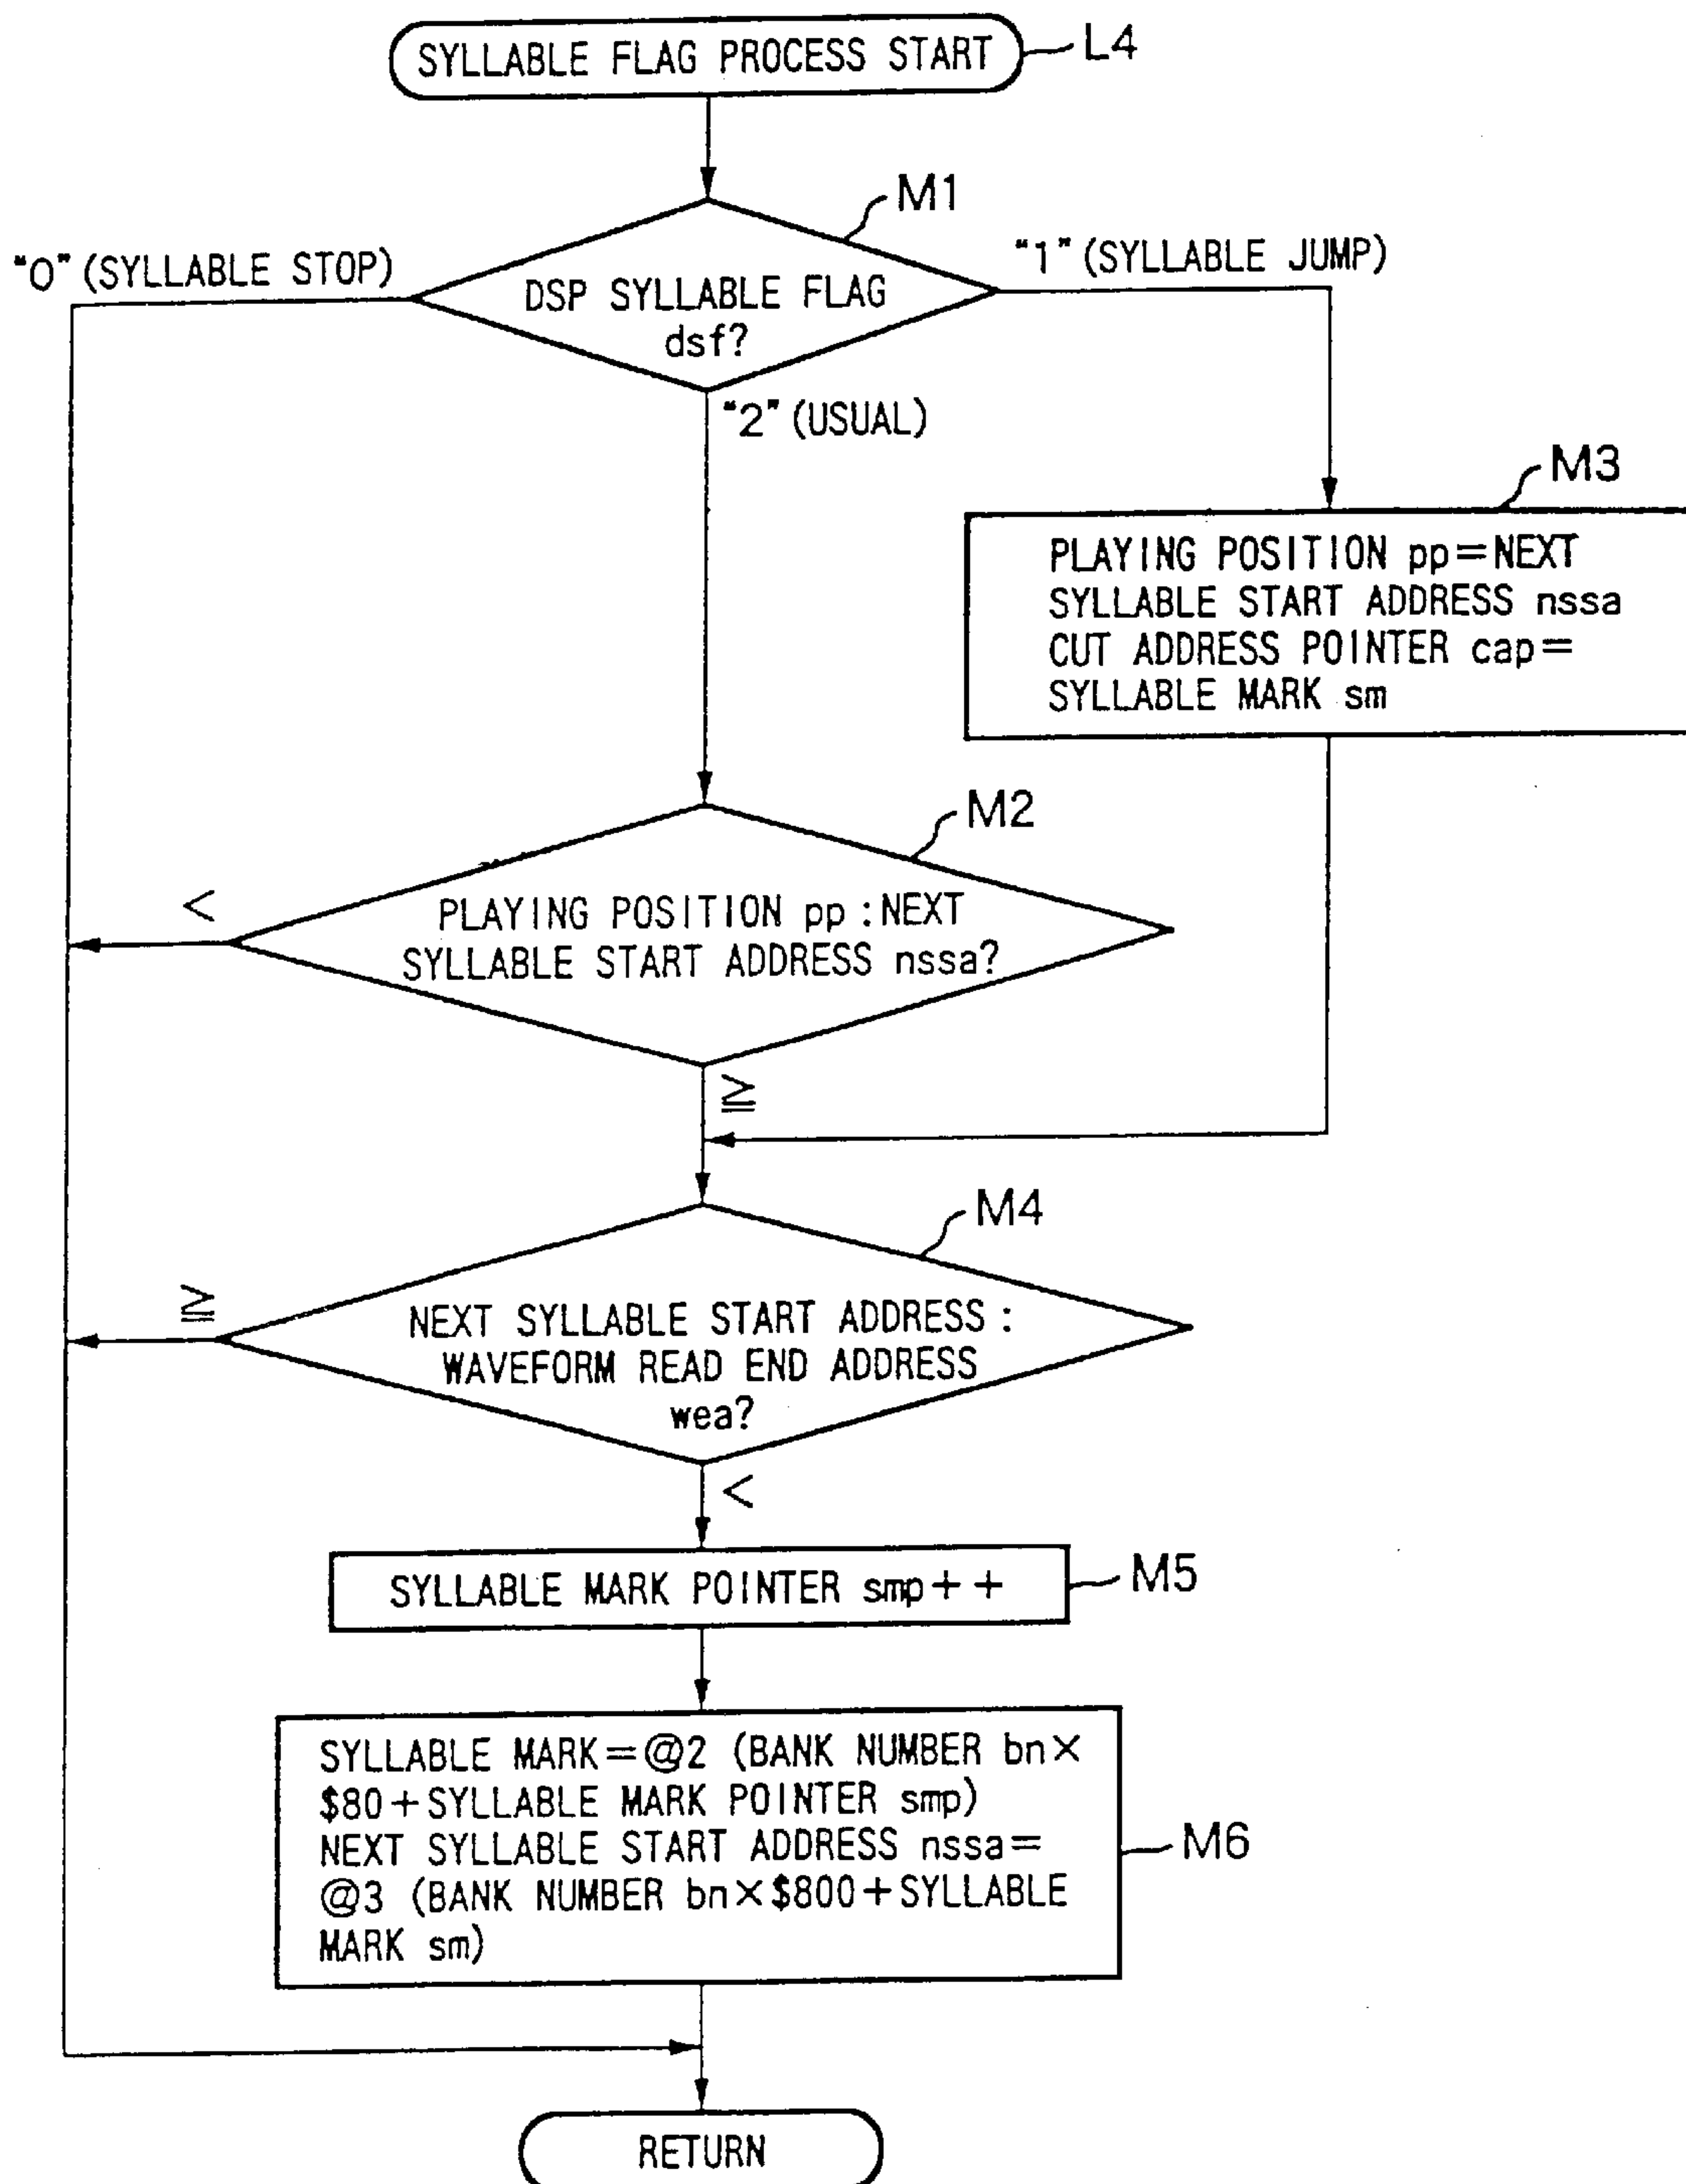 SYLLABLE FLAG PROCESS START
L4
M1
"0" (SYLLABLE STOP)
"1" (SYLLABLE JUMP)
DSP SYLLABLE FLAG
dsf?
"2" (USUAL)
M3
PLAYING POSITION pp=NEXT
SYLLABLE START ADDRESS nssa
CUT ADDRESS POINTER cap=
SYLLABLE MARK sm
M2
<
PLAYING POSITION pp:NEXT
SYLLABLE START ADDRESS nssa?
≧
M4
≧
NEXT SYLLABLE START ADDRESS:
WAVEFORM READ END ADDRESS
wea?
<
SYLLABLE MARK POINTER smp++
M5
SYLLABLE MARK=@2 (BANK NUMBER bn×
$80+SYLLABLE MARK POINTER smp)
NEXT SYLLABLE START ADDRESS nssa=
@3 (BANK NUMBER bn×$800+SYLLABLE
MARK sm)
M6
RETURN